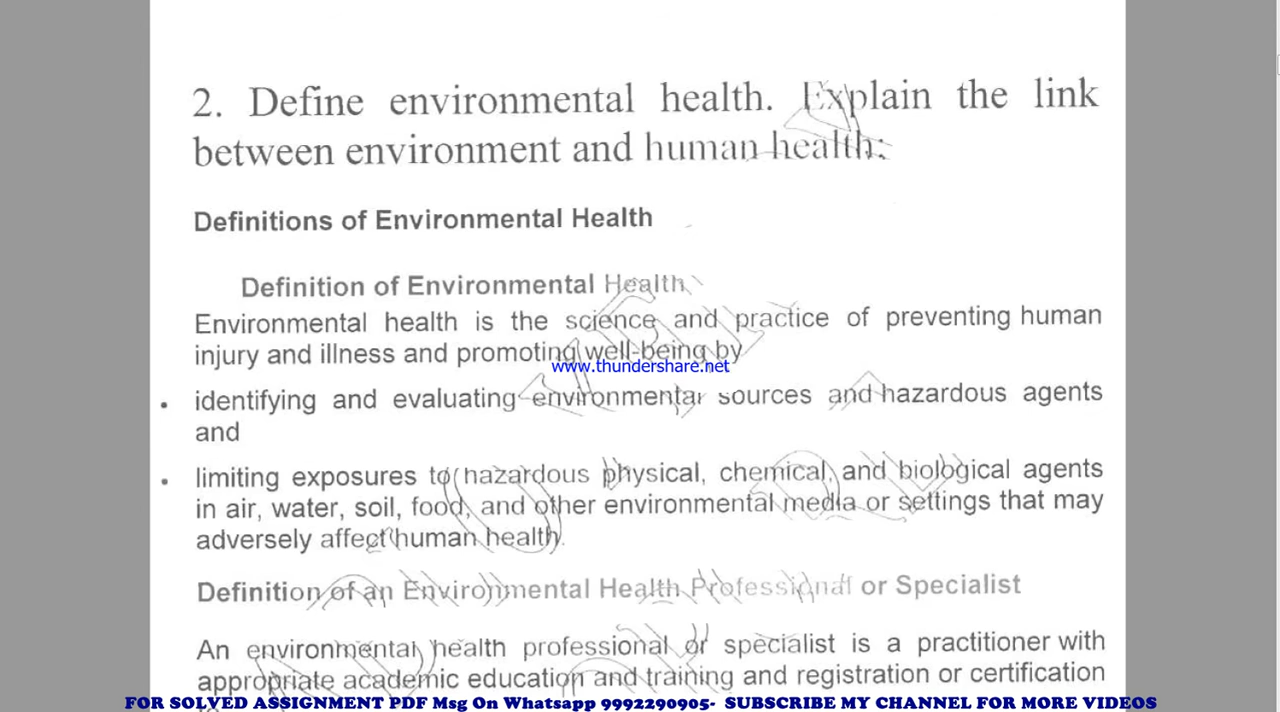 2. Define environmental health. Explain the link
between environment and human health:
Definitions of Environmental Health
Definition of Environmental Health
Environmental health is the science and practice of preventing human
injury and illness and promoting well-being by
www.thundershare.net
• identifying and evaluating environmental sources and hazardous agents
and
• limiting exposures to hazardous physical, chemical, and biological agents
in air, water, soil, food, and other environmental media or settings that may
adversely affect human health.
Definition of an Environmental Health Professional or Specialist
An environmental health professional or specialist is a practitioner with
appropriate academic education and training and registration or certification
FOR SOLVED ASSIGNMENT PDF Msg On Whatsapp 9992290905- SUBSCRIBE MY CHANNEL FOR MORE VIDEOS